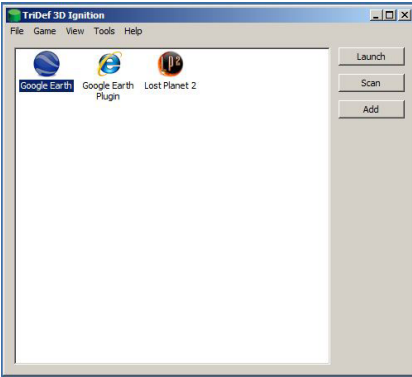 TriDef 3D Ignition
File Game View Tools Help
Launch
Scan
Add
LP2
Google Earth
Google Earth Plugin
Lost Planet 2